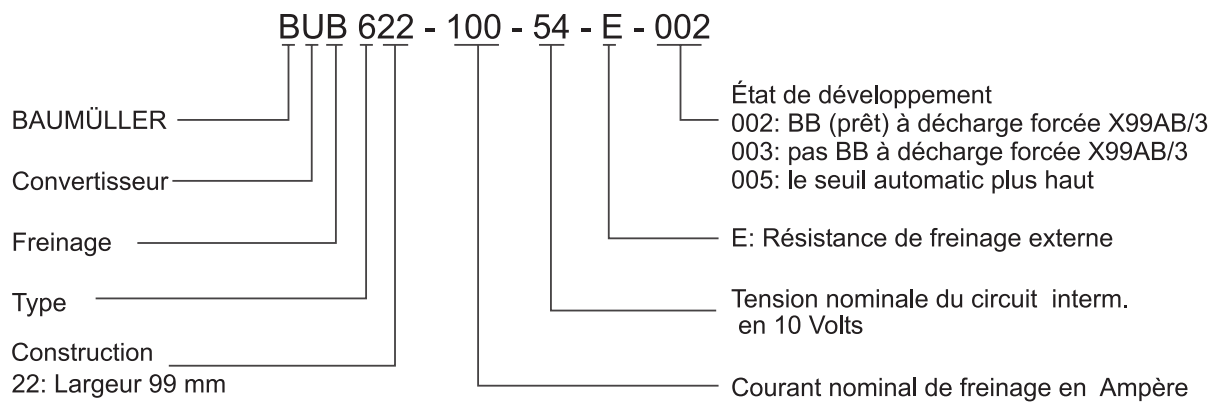 BUB 622 - 100 - 54 - E - 002
BAUMÜLLER
Convertisseur
Freinage
Type
Construction
22: Largeur 99 mm
État de développement
002: BB (prêt) à décharge forcée X99AB/3
003: pas BB à décharge forcée X99AB/3
005: le seuil automatic plus haut
E: Résistance de freinage externe
Tension nominale du circuit interm.
en 10 Volts
Courant nominal de freinage en Ampère